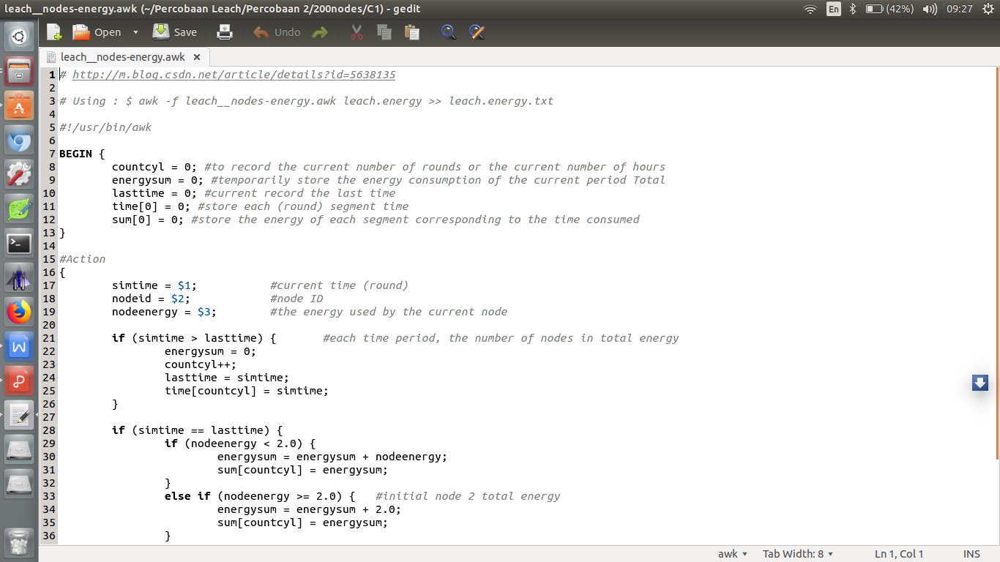 leach__nodes-energy.awk (~/Percobaan Leach/Percobaan 2/200nodes/C1) - gedit
En
(42%)
09:27
Open
Save
Undo
leach__nodes-energy.awk ×
1 # http://m.blog.csdn.net/article/details?id=5638135
2
3 # Using : $ awk -f leach__nodes-energy.awk leach.energy >> leach.energy.txt
4
5 #!/usr/bin/awk
6
7 BEGIN {
8 countcyl = 0; #to record the current number of rounds or the current number of hours
9 energysum = 0; #temporarily store the energy consumption of the current period Total
10 lasttime = 0; #current record the last time
11 time[0] = 0; #store each (round) segment time
12 sum[0] = 0; #store the energy of each segment corresponding to the time consumed
13 }
14
15 #Action
16 {
17 simtime = $1; #current time (round)
18 nodeid = $2; #node ID
19 nodeenergy = $3; #the energy used by the current node
20
21 if (simtime > lasttime) { #each time period, the number of nodes in total energy
22 energysum = 0;
23 countcyl++;
24 lasttime = simtime;
25 time[countcyl] = simtime;
26 }
27
28 if (simtime == lasttime) {
29 if (nodeenergy < 2.0) {
30 energysum = energysum + nodeenergy;
31 sum[countcyl] = energysum;
32 }
33 else if (nodeenergy >= 2.0) { #initial node 2 total energy
34 energysum = energysum + 2.0;
35 sum[countcyl] = energysum;
36 }
awk
Tab Width: 8
Ln 1, Col 1
INS